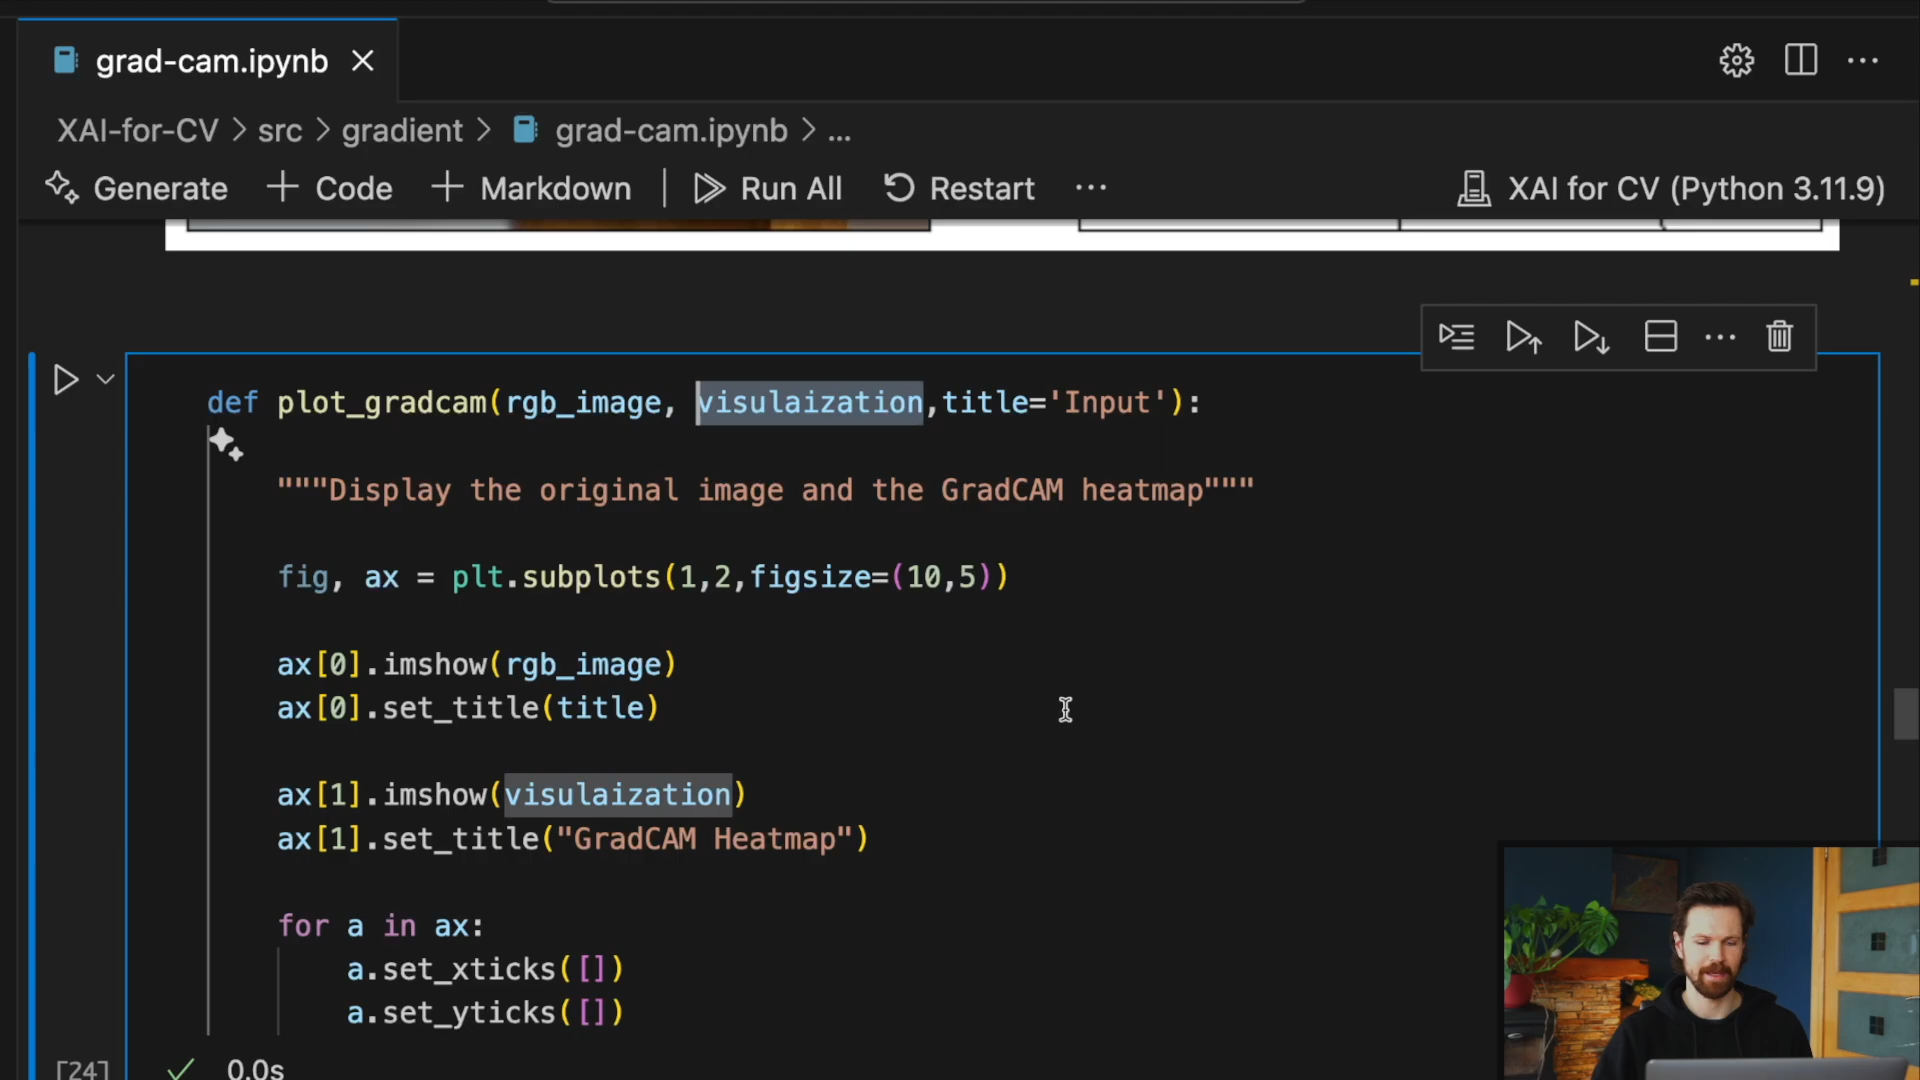 grad-cam.ipynb
XAI-for-CV > src > gradient > grad-cam.ipynb > ...
Generate + Code + Markdown | Run All Restart ... XAI for CV (Python 3.11.9)
def plot_gradcam(rgb_image, visulaization,title='Input'):
"""Display the original image and the GradCAM heatmap"""
fig, ax = plt.subplots(1,2,figsize=(10,5))
ax[0].imshow(rgb_image)
ax[0].set_title(title)
ax[1].imshow(visulaization)
ax[1].set_title("GradCAM Heatmap")
for a in ax:
a.set_xticks([])
a.set_yticks([])
[24] 0.0s